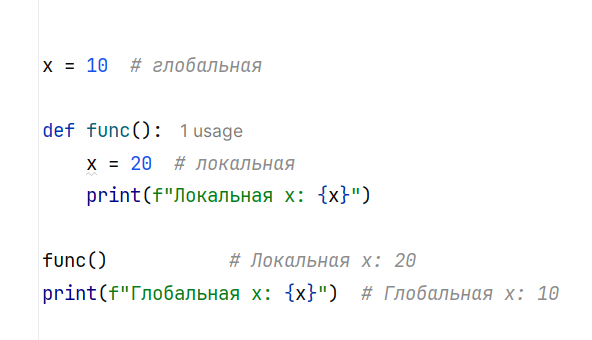 x = 10  # глобальная
def func():  1 usage
    x = 20  # локальная
    print(f"Локальная x: {x}")
func()           # Локальная x: 20
print(f"Глобальная x: {x}")  # Глобальная x: 10